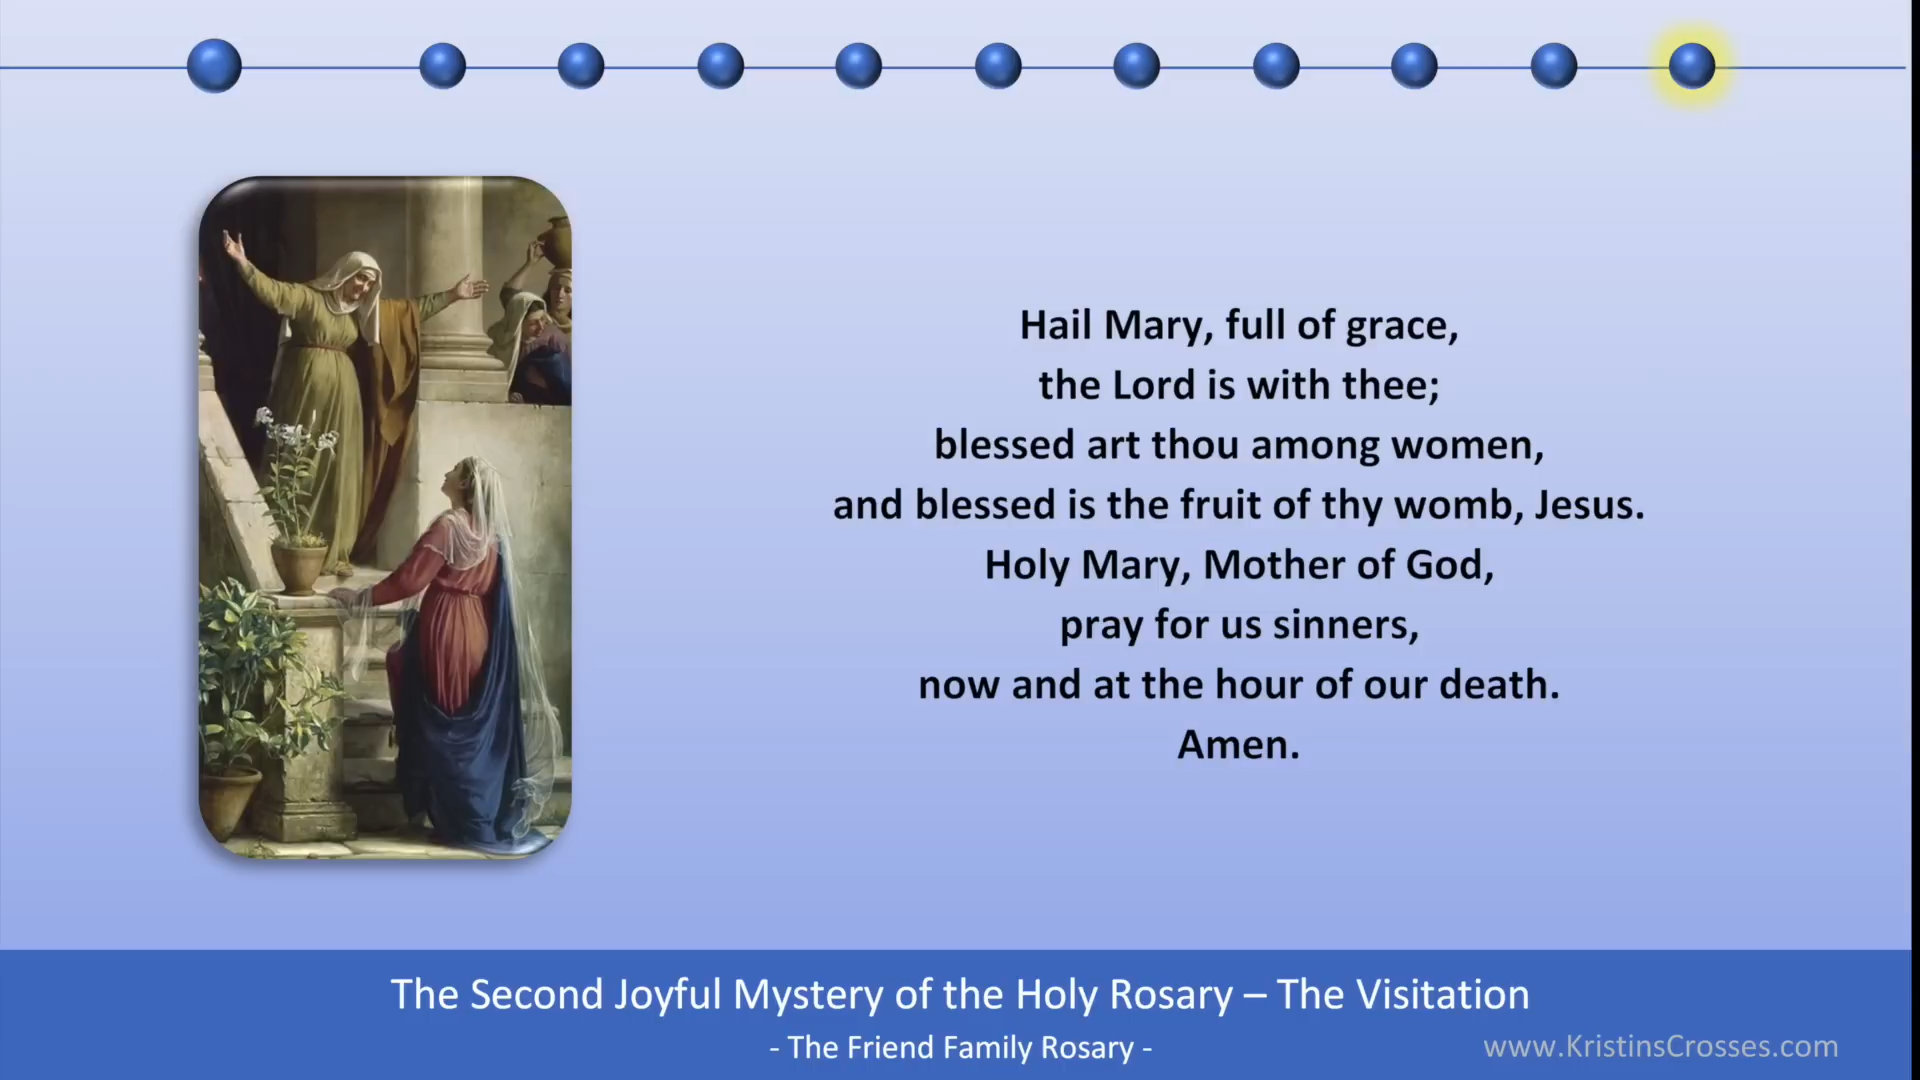 Hail Mary, full of grace,
the Lord is with thee;
blessed art thou among women,
and blessed is the fruit of thy womb, Jesus.
Holy Mary, Mother of God,
pray for us sinners,
now and at the hour of our death.
Amen.
The Second Joyful Mystery of the Holy Rosary – The Visitation
- The Friend Family Rosary -
www.KristinsCrosses.com